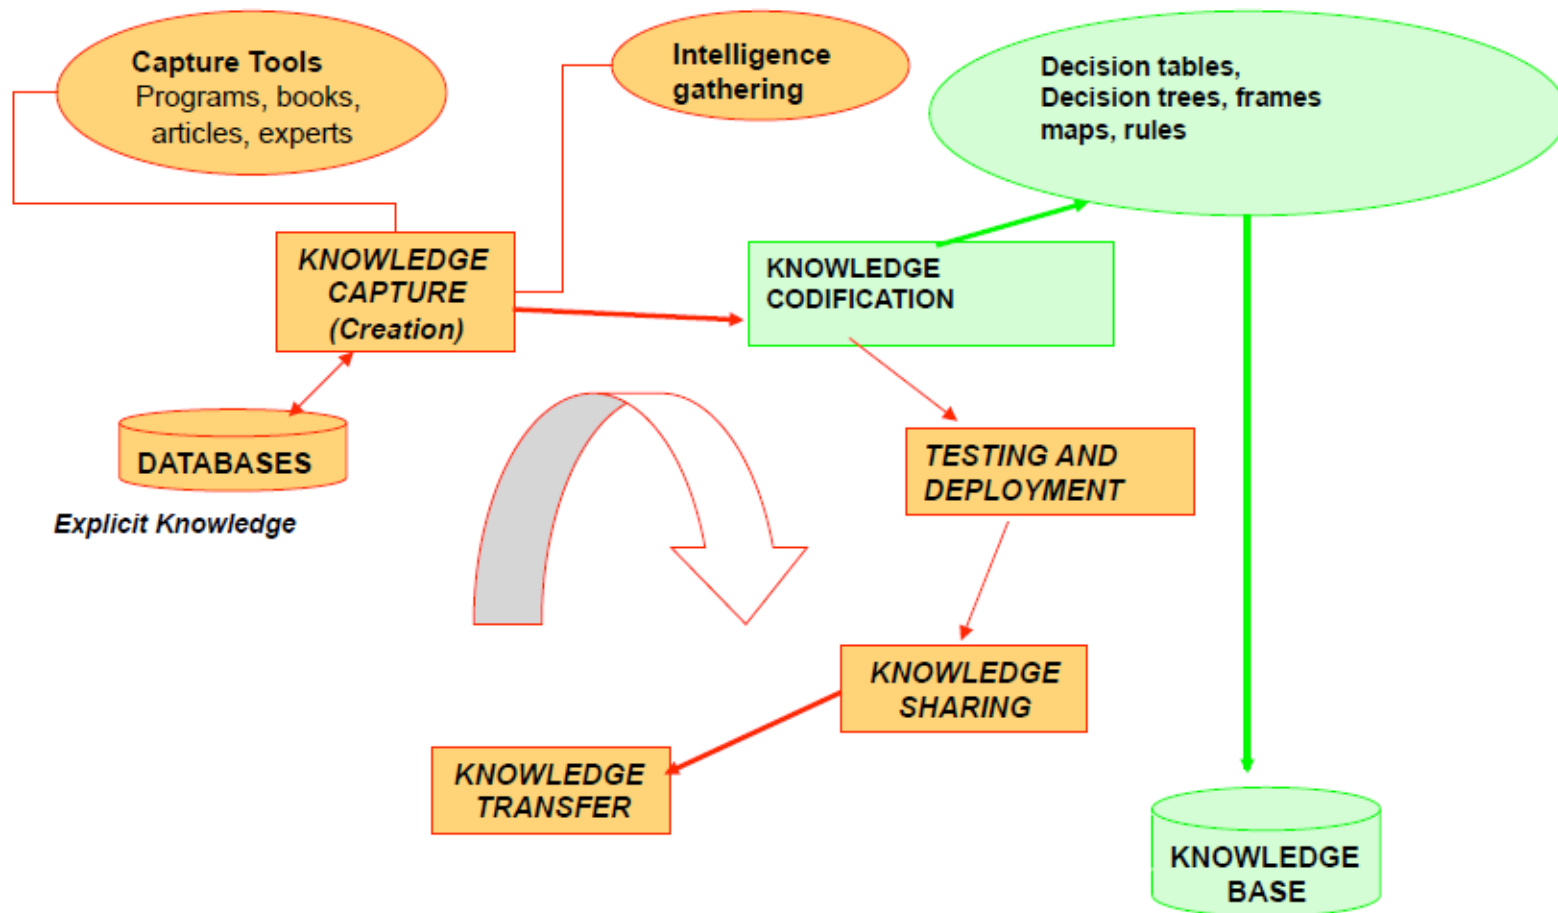 Capture Tools
Programs, books,
articles, experts
Intelligence
gathering
Decision tables,
Decision trees, frames
maps, rules
KNOWLEDGE
CAPTURE
(Creation)
KNOWLEDGE
CODIFICATION
DATABASES
Explicit Knowledge
TESTING AND
DEPLOYMENT
KNOWLEDGE
SHARING
KNOWLEDGE
TRANSFER
KNOWLEDGE
BASE